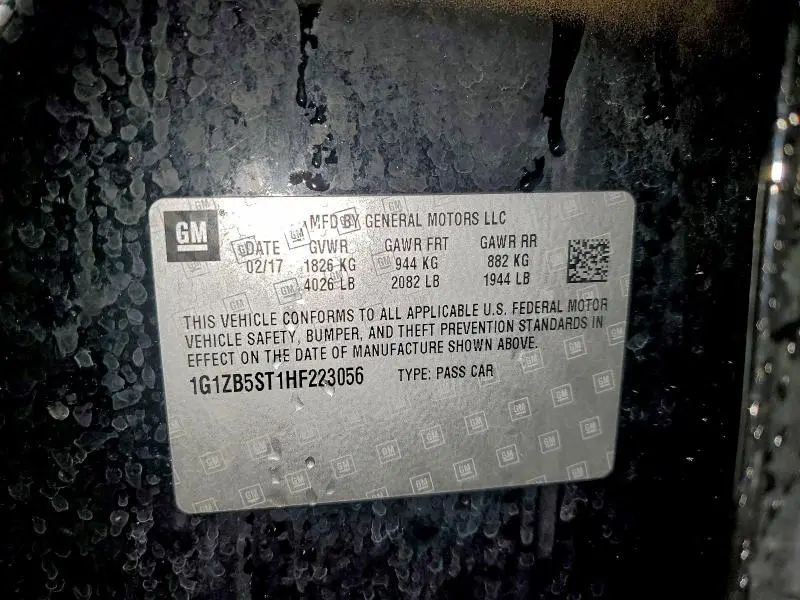 GM
MFD BY GENERAL MOTORS LLC
DATE GVWR GAWR FRT GAWR RR
02/17 1826 KG 944 KG 882 KG
4026 LB 2082 LB 1944 LB
THIS VEHICLE CONFORMS TO ALL APPLICABLE U.S. FEDERAL MOTOR
VEHICLE SAFETY, BUMPER, AND THEFT PREVENTION STANDARDS IN
EFFECT ON THE DATE OF MANUFACTURE SHOWN ABOVE.
1G1ZB5ST1HF223056 TYPE: PASS CAR